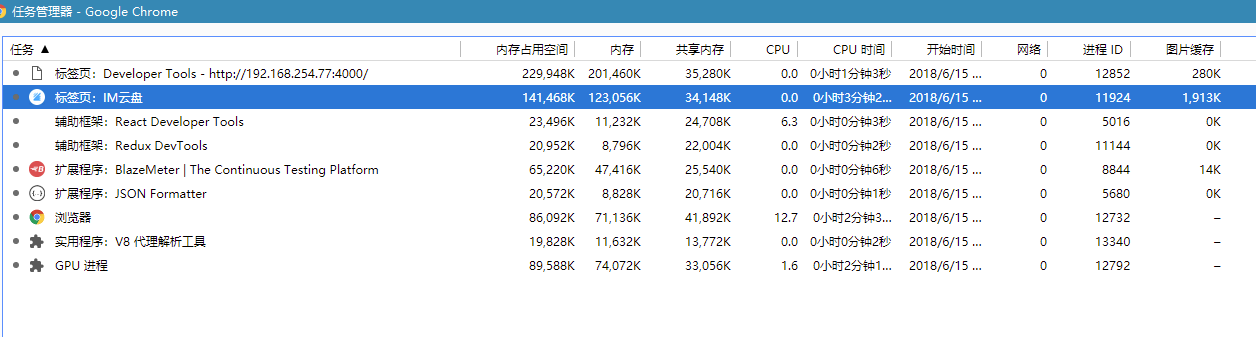 任务管理器 - Google Chrome
任务 ▲ 内存占用空间 内存 共享内存 CPU CPU 时间 开始时间 网络 进程 ID 图片缓存
标签页：Developer Tools - http://192.168.254.77:4000/ 229,948K 201,460K 35,280K 0.0 0小时1分钟3秒 2018/6/15 ... 0 12852 280K
标签页：IM云盘 141,468K 123,056K 34,148K 0.0 0小时3分钟2... 2018/6/15 ... 0 11924 1,913K
辅助框架：React Developer Tools 23,496K 11,232K 24,708K 6.3 0小时0分钟3秒 2018/6/15 ... 0 5016 0K
辅助框架：Redux DevTools 20,952K 8,796K 22,004K 0.0 0小时0分钟2秒 2018/6/15 ... 0 11144 0K
扩展程序：BlazeMeter | The Continuous Testing Platform 65,220K 47,416K 25,540K 0.0 0小时0分钟6秒 2018/6/15 ... 0 8844 14K
扩展程序：JSON Formatter 20,572K 8,828K 20,716K 0.0 0小时0分钟1秒 2018/6/15 ... 0 5680 0K
浏览器 86,092K 71,136K 41,892K 12.7 0小时2分钟3... 2018/6/15 ... 0 12732 –
实用程序：V8 代理解析工具 19,828K 11,632K 13,772K 0.0 0小时0分钟2秒 2018/6/15 ... 0 13340 –
GPU 进程 89,588K 74,072K 33,056K 1.6 0小时2分钟1... 2018/6/15 ... 0 12792 –